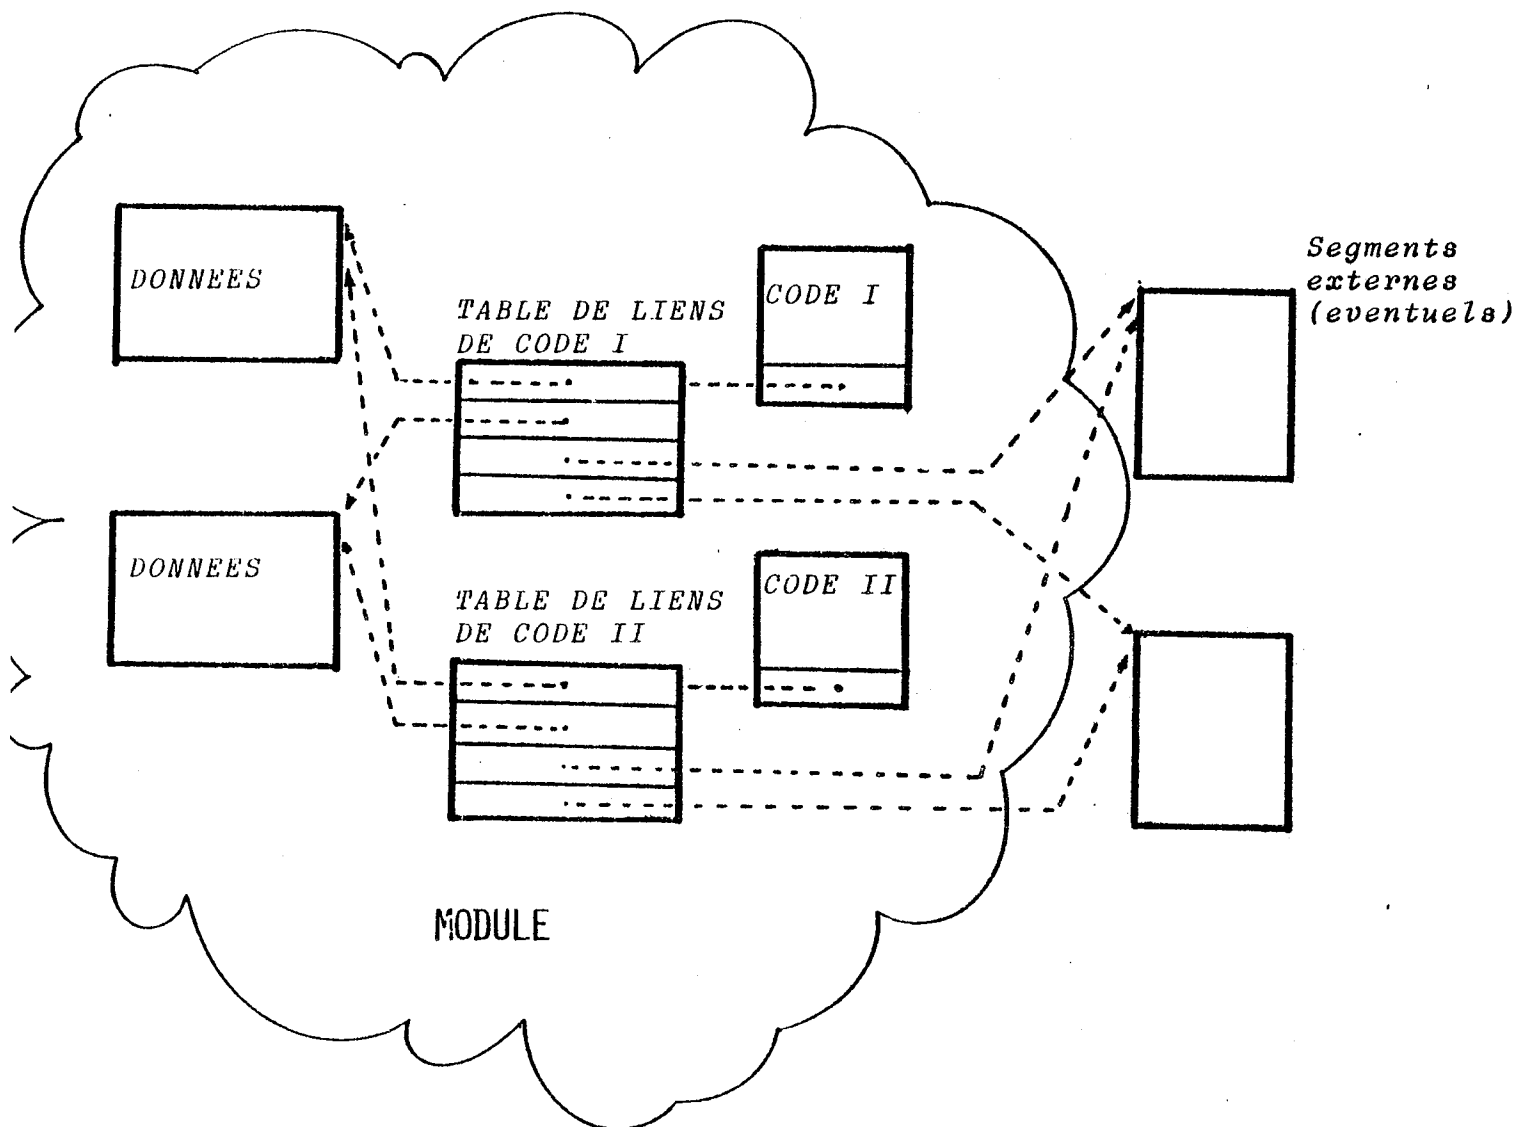 DONNEES
TABLE DE LIENS
DE CODE I
CODE I
Segments
externes
(eventuels)
DONNEES
TABLE DE LIENS
DE CODE II
CODE II
MODULE